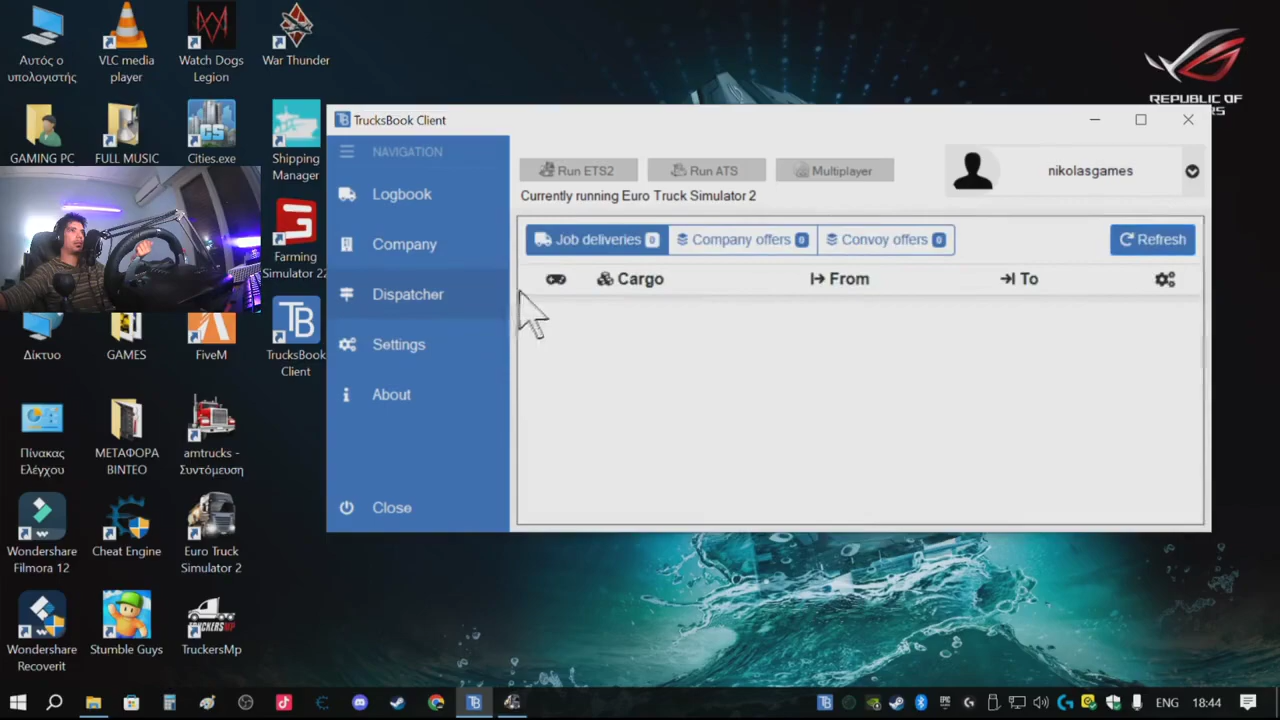 Αυτός ο
υπολογιστής
VLC media
player
Watch Dogs
Legion
War Thunder
REPUBLIC OF
GAMING PC
FULL MUSIC
Cities.exe
Shipping
Manager
Farming
Simulator 22
Δίκτυο
GAMES
FiveM
TrucksBook
Client
Πίνακας
Ελέγχου
ΜΕΤΑΦΟΡΑ
ΒΙΝΤΕΟ
amtrucks -
Συντόμευση
Wondershare
Filmora 12
Cheat Engine
Euro Truck
Simulator 2
Wondershare
Recoverit
Stumble Guys
TruckersMp
TrucksBook Client
NAVIGATION
Logbook
Company
Dispatcher
Settings
About
Close
Run ETS2
Run ATS
Multiplayer
nikolasgames
Currently running Euro Truck Simulator 2
Job deliveries 0
Company offers 0
Convoy offers 0
Refresh
Cargo
From
To
ENG
18:44